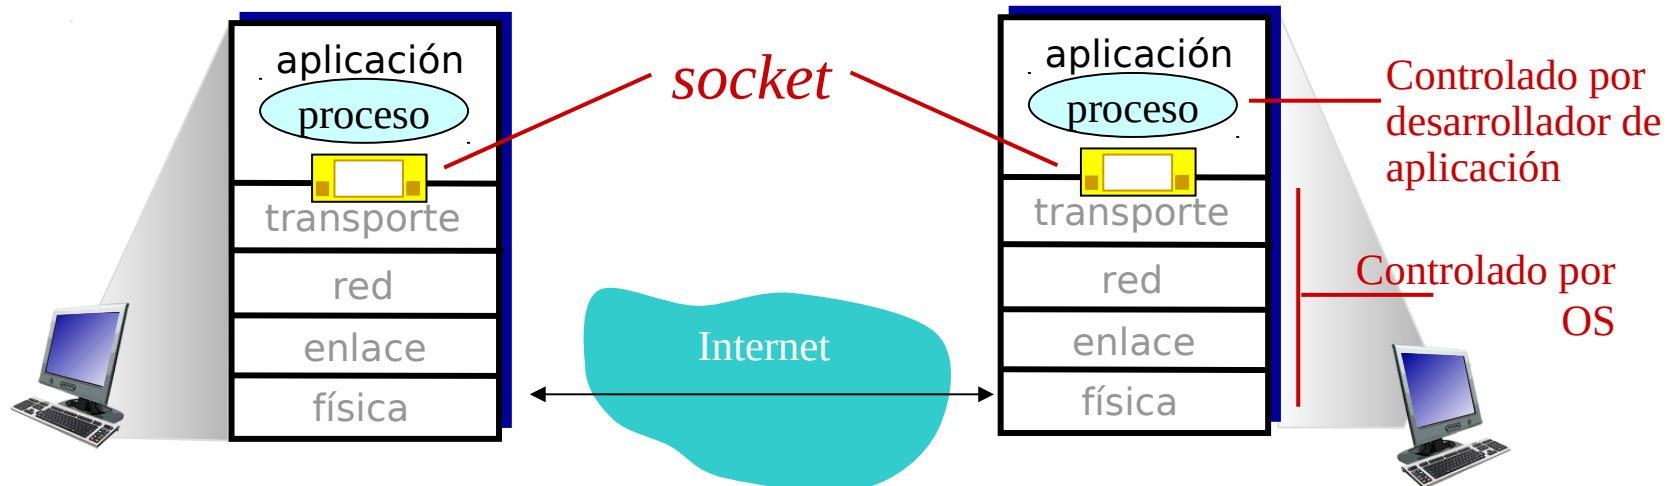 aplicación
proceso
transporte
red
enlace
física
socket
Internet
aplicación
proceso
transporte
red
enlace
física
Controlado por
desarrollador de
aplicación
Controlado por
OS